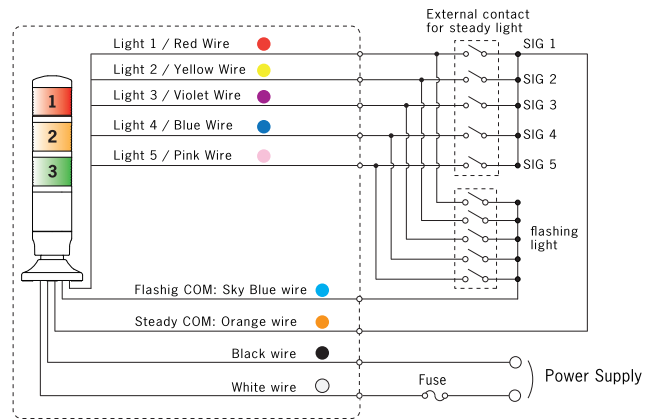 External contact
for steady light
Light 1 / Red Wire
SIG 1
Light 2 / Yellow Wire
SIG 2
Light 3 / Violet Wire
SIG 3
Light 4 / Blue Wire
SIG 4
Light 5 / Pink Wire
SIG 5
1
2
3
flashing
light
Flashig COM: Sky Blue wire
Steady COM: Orange wire
Black wire
White wire
Fuse
Power Supply